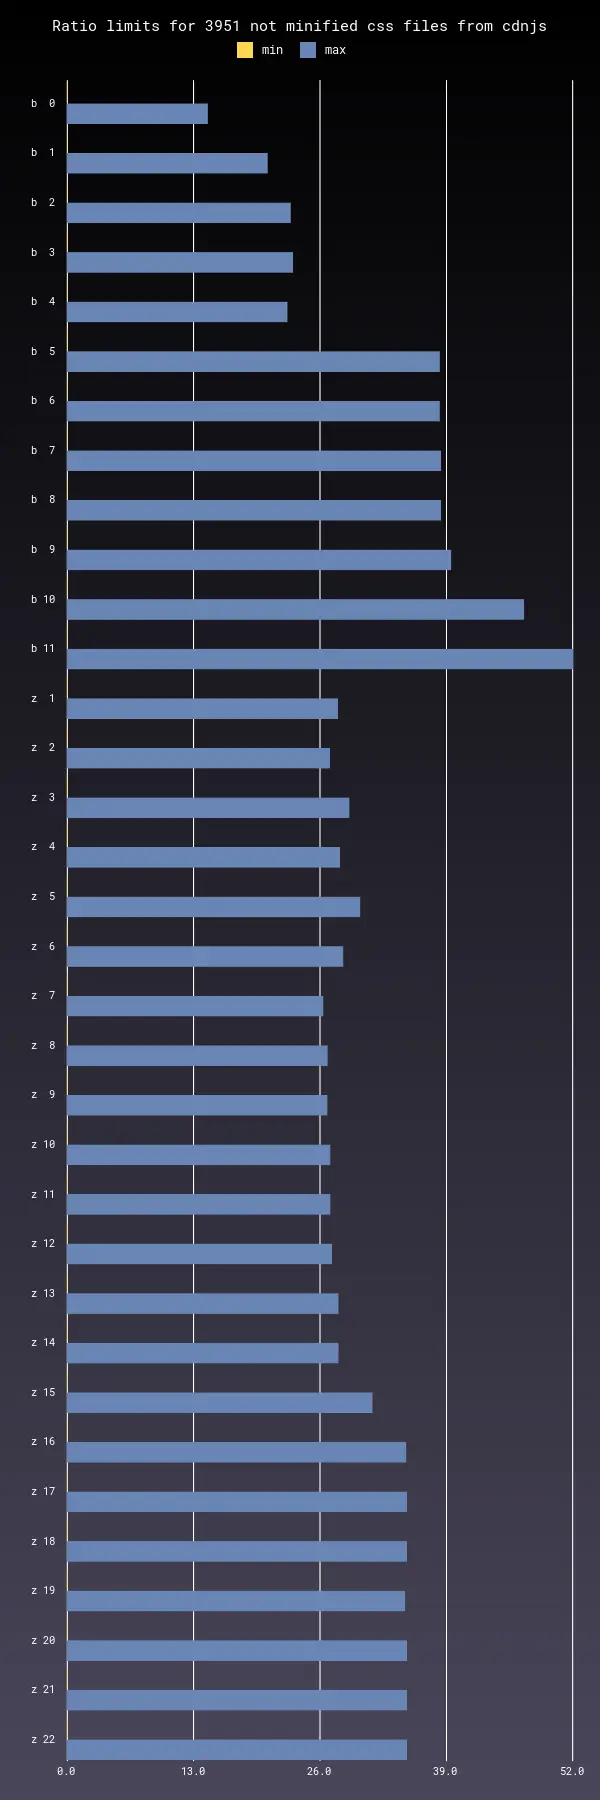 Ratio limits for 3951 not minified css files from cdnjs
min max
b 0
b 1
b 2
b 3
b 4
b 5
b 6
b 7
b 8
b 9
b 10
b 11
z 1
z 2
z 3
z 4
z 5
z 6
z 7
z 8
z 9
z 10
z 11
z 12
z 13
z 14
z 15
z 16
z 17
z 18
z 19
z 20
z 21
z 22
0.0 13.0 26.0 39.0 52.0